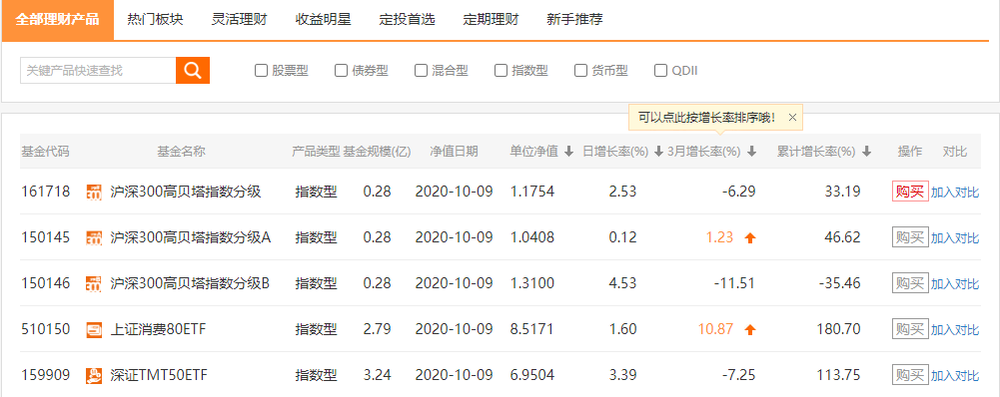 全部理财产品 热门板块 灵活理财 收益明星 定投首选 定期理财 新手推荐
关键产品快速查找 股票型 债券型 混合型 指数型 货币型 QDII
可以点此按增长率排序哦! ×
基金代码 基金名称 产品类型 基金规模(亿) 净值日期 单位净值 日增长率(%) 3月增长率(%) 累计增长率(%) 操作 对比
161718 沪深300高贝塔指数分级 指数型 0.28 2020-10-09 1.1754 2.53 -6.29 33.19 购买 加入对比
150145 沪深300高贝塔指数分级A 指数型 0.28 2020-10-09 1.0408 0.12 1.23 46.62 购买 加入对比
150146 沪深300高贝塔指数分级B 指数型 0.28 2020-10-09 1.3100 4.53 -11.51 -35.46 购买 加入对比
510150 上证消费80ETF 指数型 2.79 2020-10-09 8.5171 1.60 10.87 180.70 购买 加入对比
159909 深证TMT50ETF 指数型 3.24 2020-10-09 6.9504 3.39 -7.25 113.75 购买 加入对比